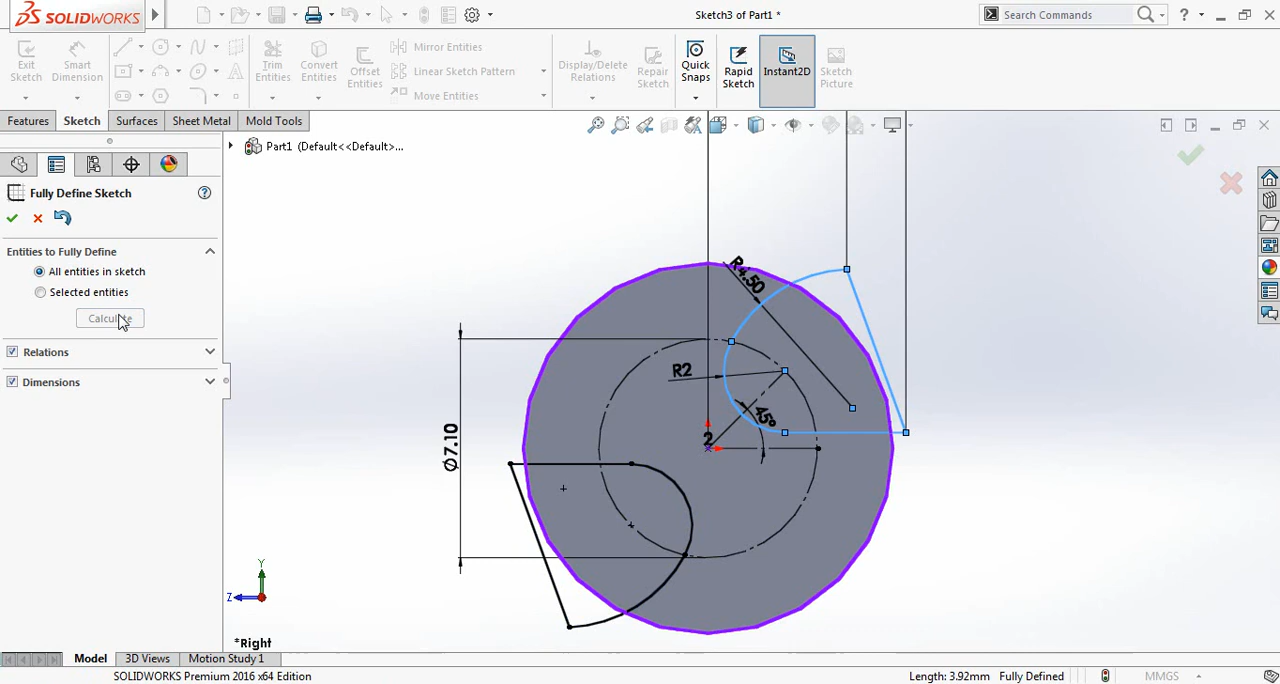 SOLIDWORKS
Sketch3 of Part1 *
Search Commands
?
Exit Sketch
Smart Dimension
Trim Entities
Convert Entities
Offset Entities
Mirror Entities
Linear Sketch Pattern
Move Entities
Display/Delete Relations
Repair Sketch
Quick Snaps
Rapid Sketch
Instant2D
Sketch Picture
Features
Sketch
Surfaces
Sheet Metal
Mold Tools
Part1 (Default<<Default>...
Fully Define Sketch
?
Entities to Fully Define
All entities in sketch
Selected entities
Relations
Dimensions
R4.50
R2
45°
2
Ø7.10
Y
Z
*Right
Model
3D Views
Motion Study 1
SOLIDWORKS Premium 2016 x64 Edition
Length: 3.92mm
Fully Defined
MMGS